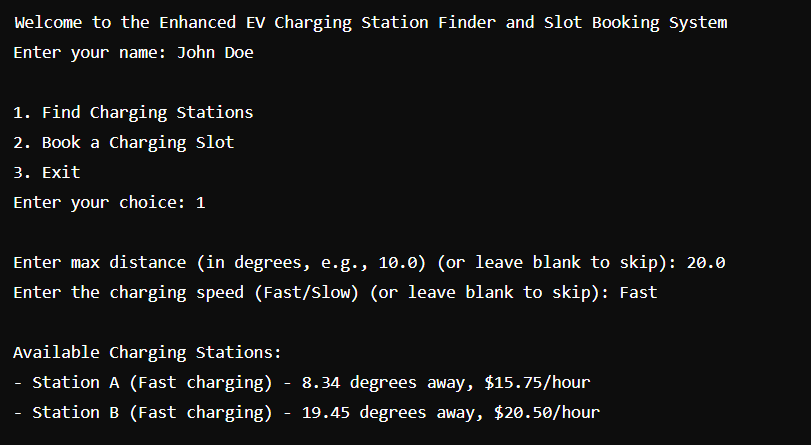 Welcome to the Enhanced EV Charging Station Finder and Slot Booking System
Enter your name: John Doe
1. Find Charging Stations
2. Book a Charging Slot
3. Exit
Enter your choice: 1
Enter max distance (in degrees, e.g., 10.0) (or leave blank to skip): 20.0
Enter the charging speed (Fast/Slow) (or leave blank to skip): Fast
Available Charging Stations:
- Station A (Fast charging) - 8.34 degrees away, $15.75/hour
- Station B (Fast charging) - 19.45 degrees away, $20.50/hour